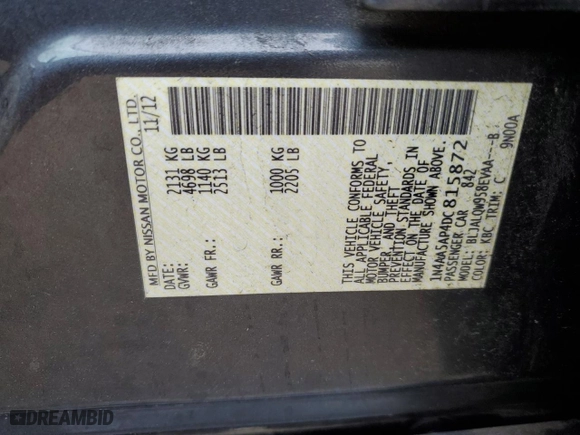 MFD BY NISSAN MOTOR CO., LTD.
DATE: 11/12
GVWR: 2131 KG
4698 LB
GAWR FR.: 1140 KG
2513 LB
GAWR RR.: 1000 KG
2205 LB
THIS VEHICLE CONFORMS TO
ALL APPLICABLE FEDERAL
MOTOR VEHICLE SAFETY,
BUMPER, AND THEFT
PREVENTION STANDARDS IN
EFFECT ON THE DATE OF
MANUFACTURE SHOWN ABOVE.
1N4NA3AP4DC815872
PASSENGER CAR 842
MODEL: 
COLOR: KBC TRIM: C 9N00A
DREAMBID